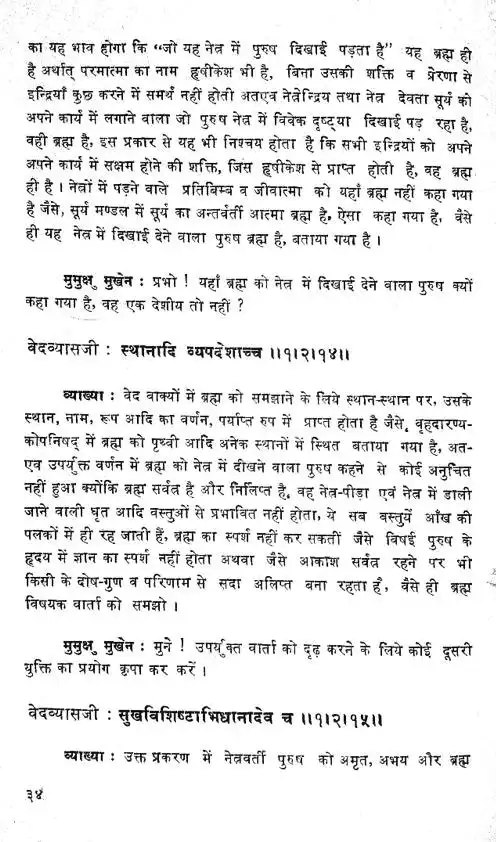 का यह भाव होगा कि “जो यह नेत्र में पुरुष दिखाई पड़ता है” यह ब्रह्म ही
है अर्थात् परमात्मा का नाम हृषीकेश भी है, बिना उसकी शक्ति व प्रेरणा से
इन्द्रियाँ कुछ करने में समर्थ नहीं होती अतएव नेत्रेन्द्रिय तथा नेत्र देवता सूर्य को
अपने कार्य में लगाने वाला जो पुरुष नेत्र में विवेक दृष्ट्या दिखाई पड़ रहा है,
वही ब्रह्म है, इस प्रकार से यह भी निश्चय होता है कि सभी इन्द्रियों को अपने
अपने कार्य में सक्षम होने की शक्ति, जिस हृषीकेश से प्राप्त होती है, वह ब्रह्म
ही है । नेत्रों में पड़ने वाले प्रतिबिम्ब व जीवात्मा को यहाँ ब्रह्म नहीं कहा गया
है जैसे, सूर्य मण्डल में सूर्य का अन्तर्वर्ती आत्मा ब्रह्म है, ऐसा कहा गया है, वैसे
ही यह नेत्र में दिखाई देने वाला पुरुष ब्रह्म है, बताया गया है ।
मुमुक्षु मुखेन : प्रभो ! यहाँ ब्रह्म को नेत्र में दिखाई देने वाला पुरुष क्यों
कहा गया है, वह एक देशीय तो नहीं ?
वेदव्यासजी : स्थानादि व्यपदेशाच्च ॥१।२।१४॥
व्याख्या : वेद वाक्यों में ब्रह्म को समझाने के लिये स्थान-स्थान पर, उसके
स्थान, नाम, रूप आदि का वर्णन, पर्याप्त रुप में प्राप्त होता है जैसे, बृहदारण्य-
कोपनिषद् में ब्रह्म को पृथ्वी आदि अनेक स्थानों में स्थित बताया गया है, अत-
एव उपर्युक्त वर्णन में ब्रह्म को नेत्र में दीखने वाला पुरुष कहने से कोई अनुचित
नहीं हुआ क्योंकि ब्रह्म सर्वत्र है और निर्लिप्त है, वह नेत्र-पीड़ा एवं नेत्र में डाली
जाने वाली घृत आदि वस्तुओं से प्रभावित नहीं होता, ये सब वस्तुयें आँख की
पलकों में ही रह जाती हैं, ब्रह्म का स्पर्श नहीं कर सकतीं जैसे विषई पुरुष के
हृदय में ज्ञान का स्पर्श नहीं होता अथवा जैसे आकाश सर्वत्र रहने पर भी
किसी के दोष-गुण व परिणाम से सदा अलिप्त बना रहता है, वैसे ही ब्रह्म
विषयक वार्ता को समझो ।
मुमुक्षु मुखेन : मुने ! उपर्युक्त वार्ता को दृढ़ करने के लिये कोई दूसरी
युक्ति का प्रयोग कृपा कर करें ।
वेदव्यासजी : सुखविशिष्टाभिधानादेव च ॥१।२।१५॥
व्याख्या : उक्त प्रकरण में नेत्रवर्ती पुरुष को अमृत, अभय और ब्रह्म
३४